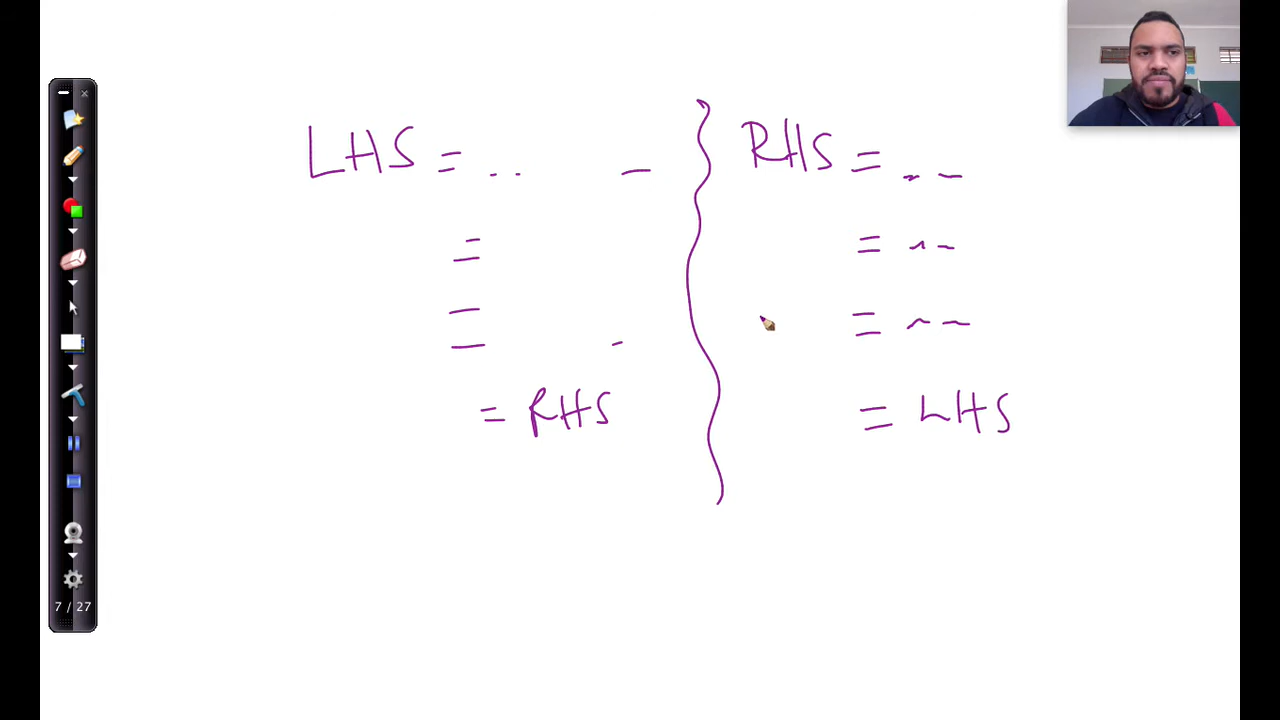 LHS = .. –
=
= -
= RHS
RHS = - -
= - -
= - -
= LHS
7 / 27